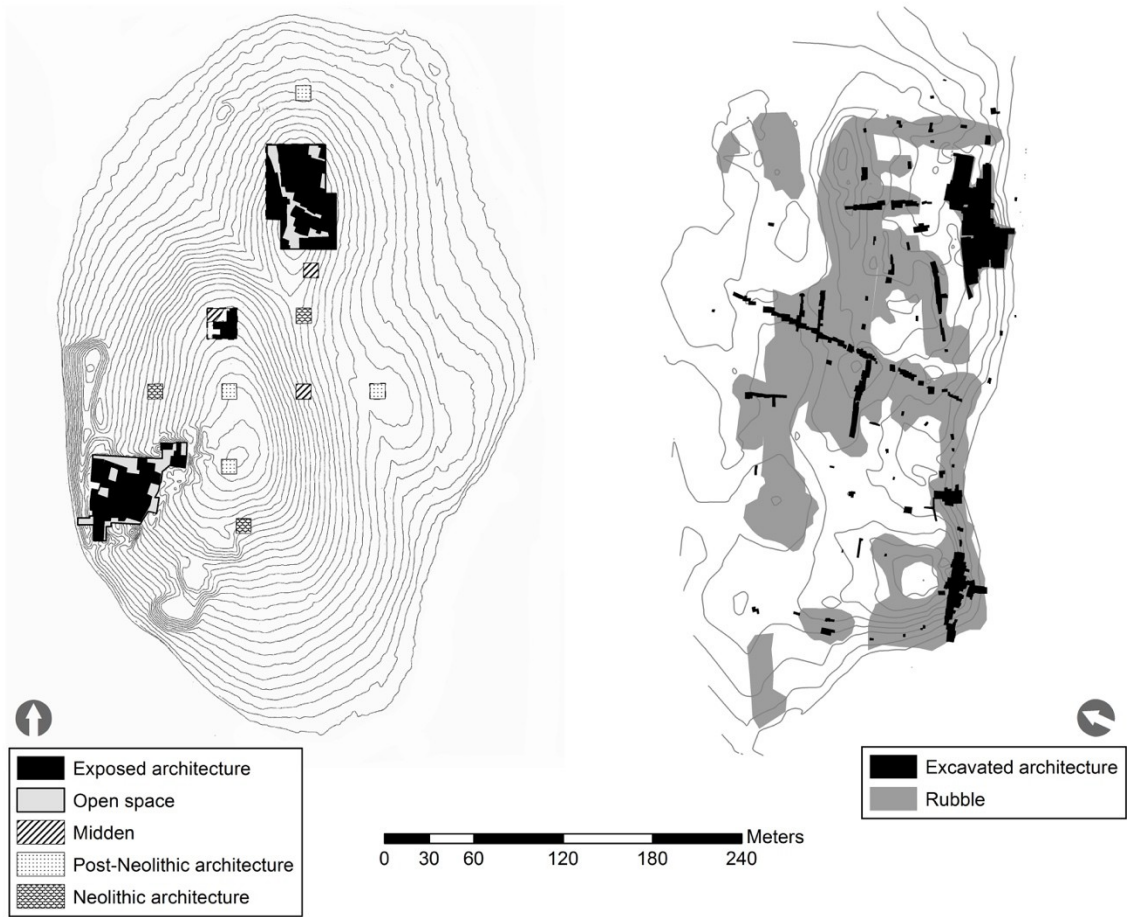 Exposed architecture
Open space
Midden
Post-Neolithic architecture
Neolithic architecture
Excavated architecture
Rubble
Meters
0 30 60 120 180 240